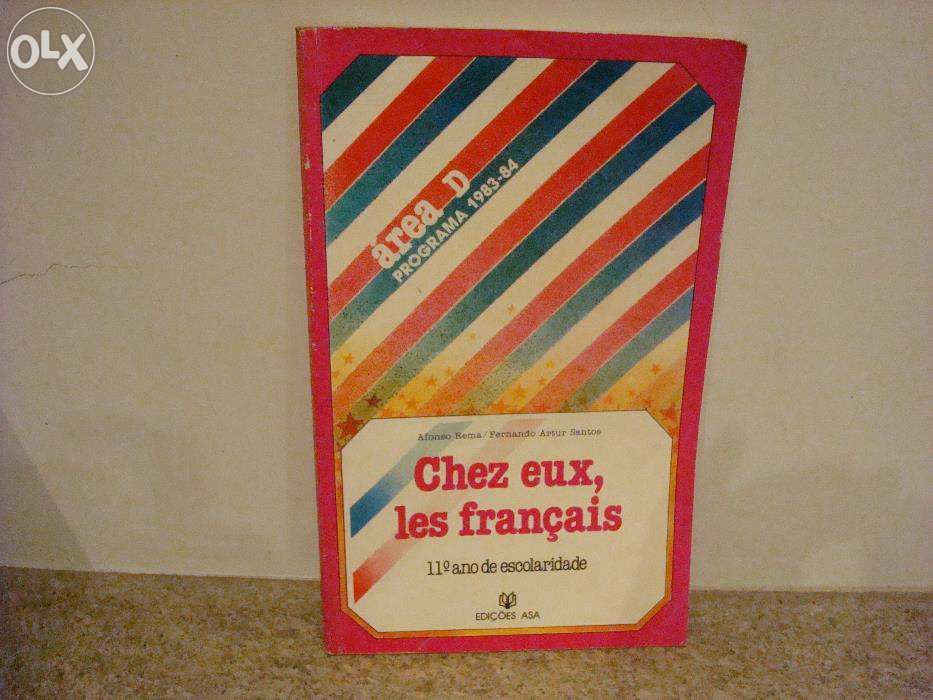 OLX
área D
PROGRAMA 1983-84
Afonso Rema/Fernando Artur Santos
Chez eux,
les français
11º ano de escolaridade
EDIÇÕES ASA